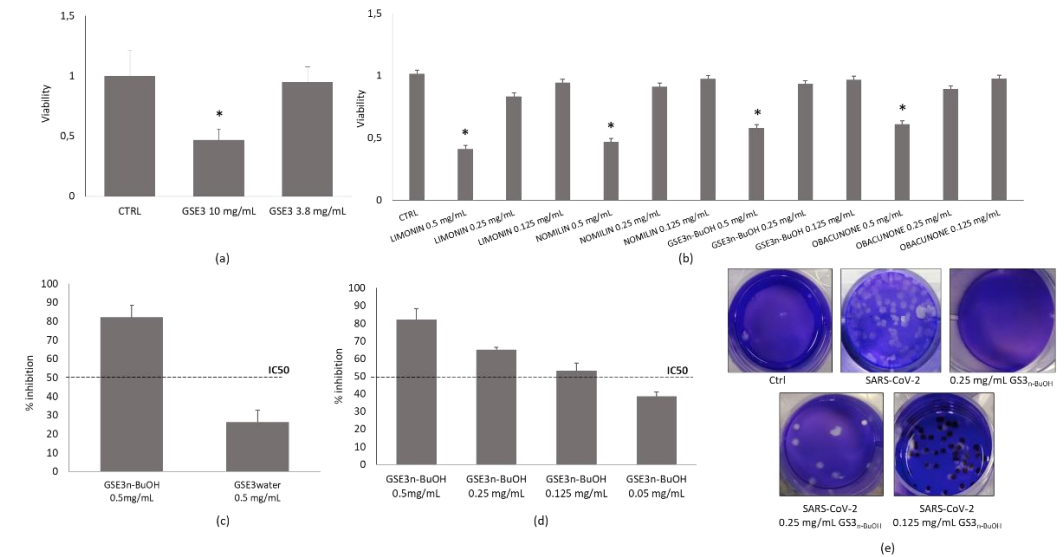 1,5
1
0,5
0
Viability
CTRL
GSE3 10 mg/mL
GSE3 3.8 mg/mL
*
(a)
1,5
1
0,5
0
Viability
*
*
*
*
CTRL
LIMONIN 0.5 mg/mL
LIMONIN 0.25 mg/mL
LIMONIN 0.125 mg/mL
NOMILIN 0.5 mg/mL
NOMILIN 0.25 mg/mL
NOMILIN 0.125 mg/mL
GSE3n-BuOH 0.5 mg/mL
GSE3n-BuOH 0.25 mg/mL
GSE3n-BuOH 0.125 mg/mL
OBACUNONE 0.5 mg/mL
OBACUNONE 0.25 mg/mL
OBACUNONE 0.125 mg/mL
(b)
100
90
80
70
60
50
40
30
20
10
0
% inhibition
IC50
GSE3n-BuOH
0.5mg/mL
GSE3water
0.5 mg/mL
(c)
100
90
80
70
60
50
40
30
20
10
0
% inhibition
IC50
GSE3n-BuOH
0.5mg/mL
GSE3n-BuOH
0.25 mg/mL
GSE3n-BuOH
0.125 mg/mL
GSE3n-BuOH
0.05 mg/mL
(d)
Ctrl
SARS-CoV-2
0.25 mg/mL GS3n-BuOH
SARS-CoV-2
0.25 mg/mL GS3n-BuOH
SARS-CoV-2
0.125 mg/mL GS3n-BuOH
(e)